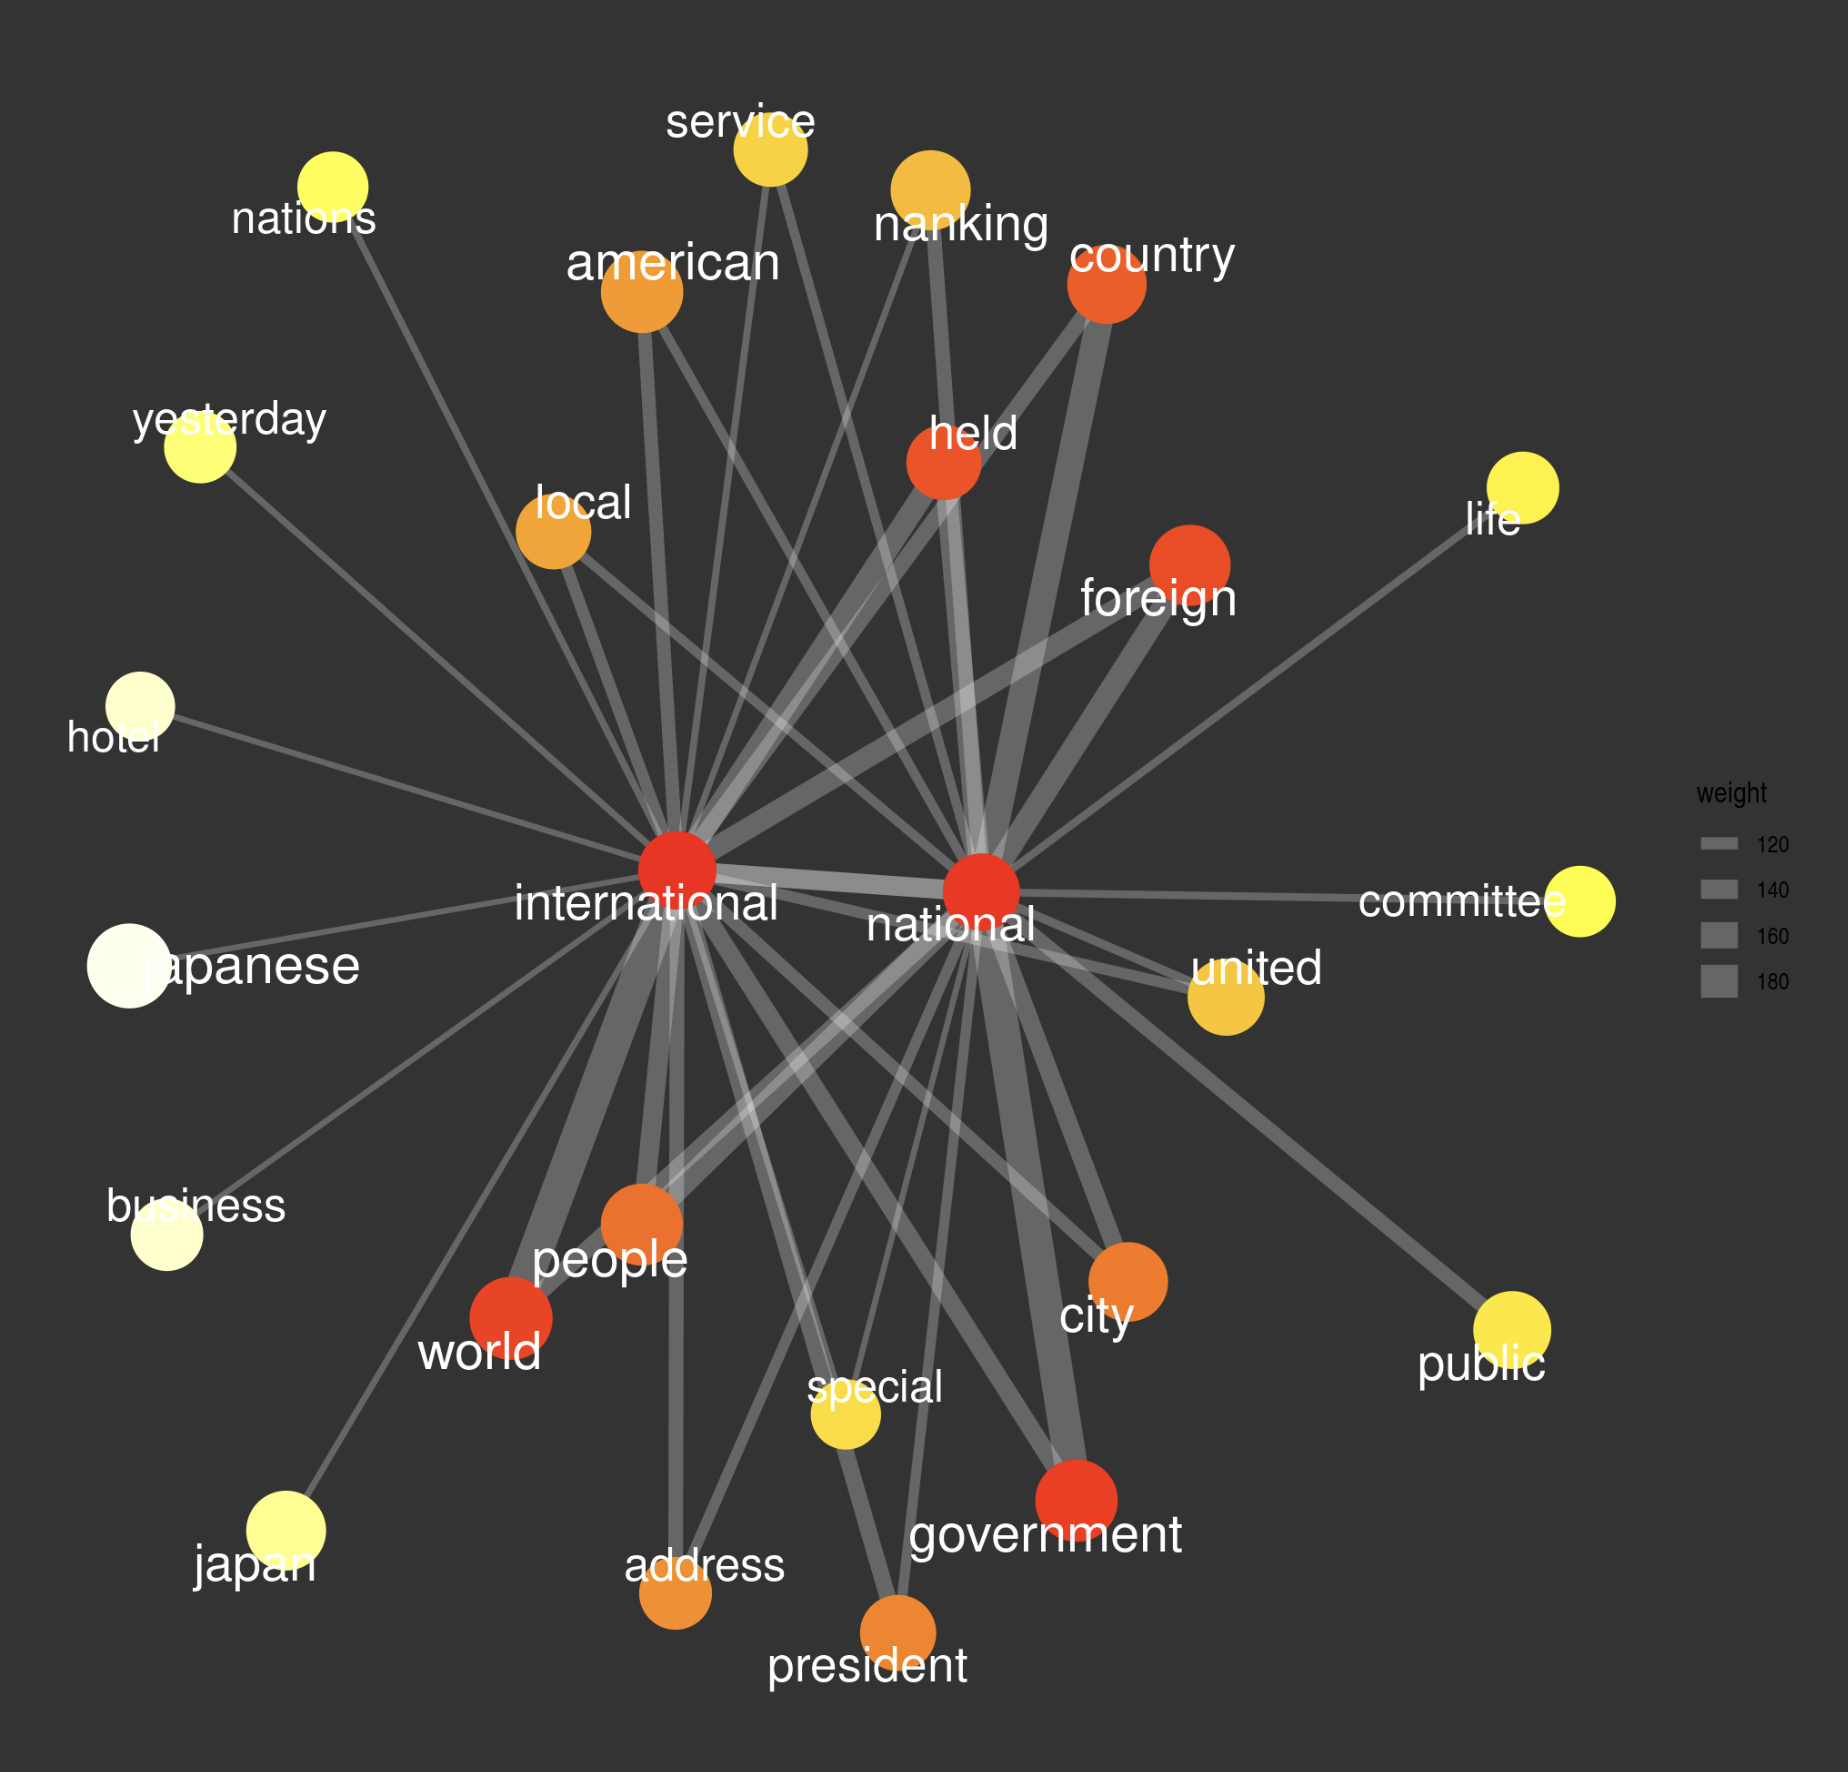 service
nations
nanking
american
country
yesterday
held
local
life
foreign
hotel
weight
120
140
international
committee
national
160
japanese
united
180
business
people
city
world
public
special
government
japan
address
president